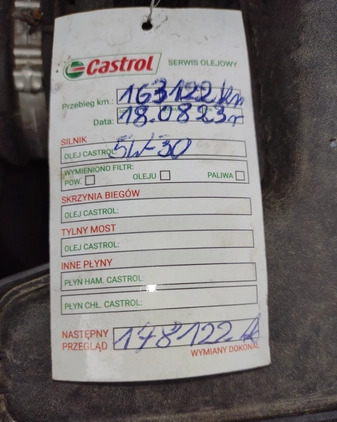 Castrol SERWIS OLEJOWY
Przebieg km.: 163122 km
Data: 18.08.23r
SILNIK
OLEJ CASTROL: 5W-30
WYMIENIONO FILTR:
POW. OLEJU PALIWA
SKRZYNIA BIEGÓW
OLEJ CASTROL:
TYLNY MOST
OLEJ CASTROL:
INNE PŁYNY
PŁYN HAM. CASTROL:
PŁYN CHŁ. CASTROL:
NASTĘPNY PRZEGLĄD 178122
WYMIANY DOKONAŁ